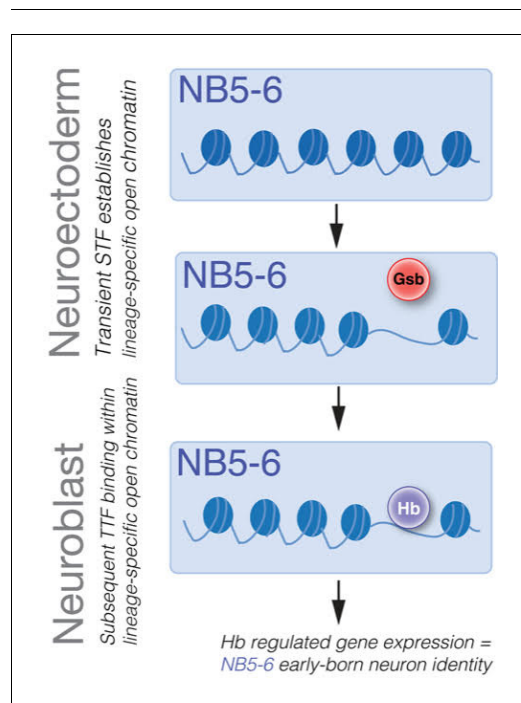 Neuroectoderm
Transient STF establishes
lineage-specific open chromatin
NB5-6
NB5-6
Gsb
Neuroblast
Subsequent TTF binding within
lineage-specific open chromatin
NB5-6
Hb
Hb regulated gene expression =
NB5-6 early-born neuron identity